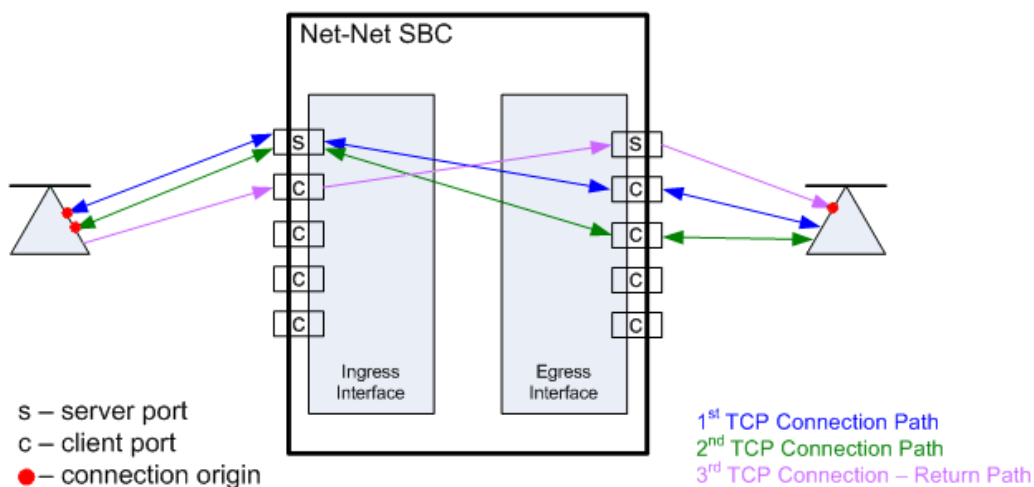 Net-Net SBC
S
S
C
C
C
C
C
C
C
C
Ingress
Interface
Egress
Interface
s – server port
c – client port
– connection origin
1st TCP Connection Path
2nd TCP Connection Path
3rd TCP Connection – Return Path